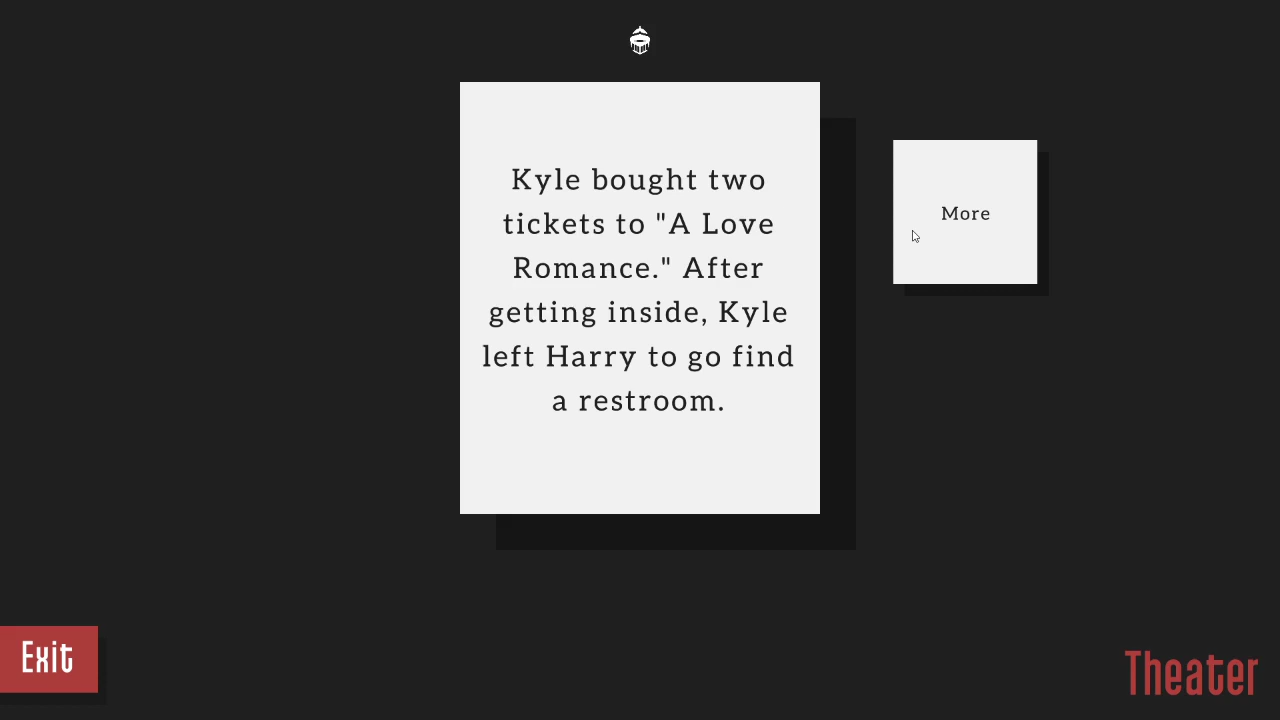 Kyle bought two
tickets to "A Love
Romance." After
getting inside, Kyle
left Harry to go find
a restroom.
More
Exit
Theater